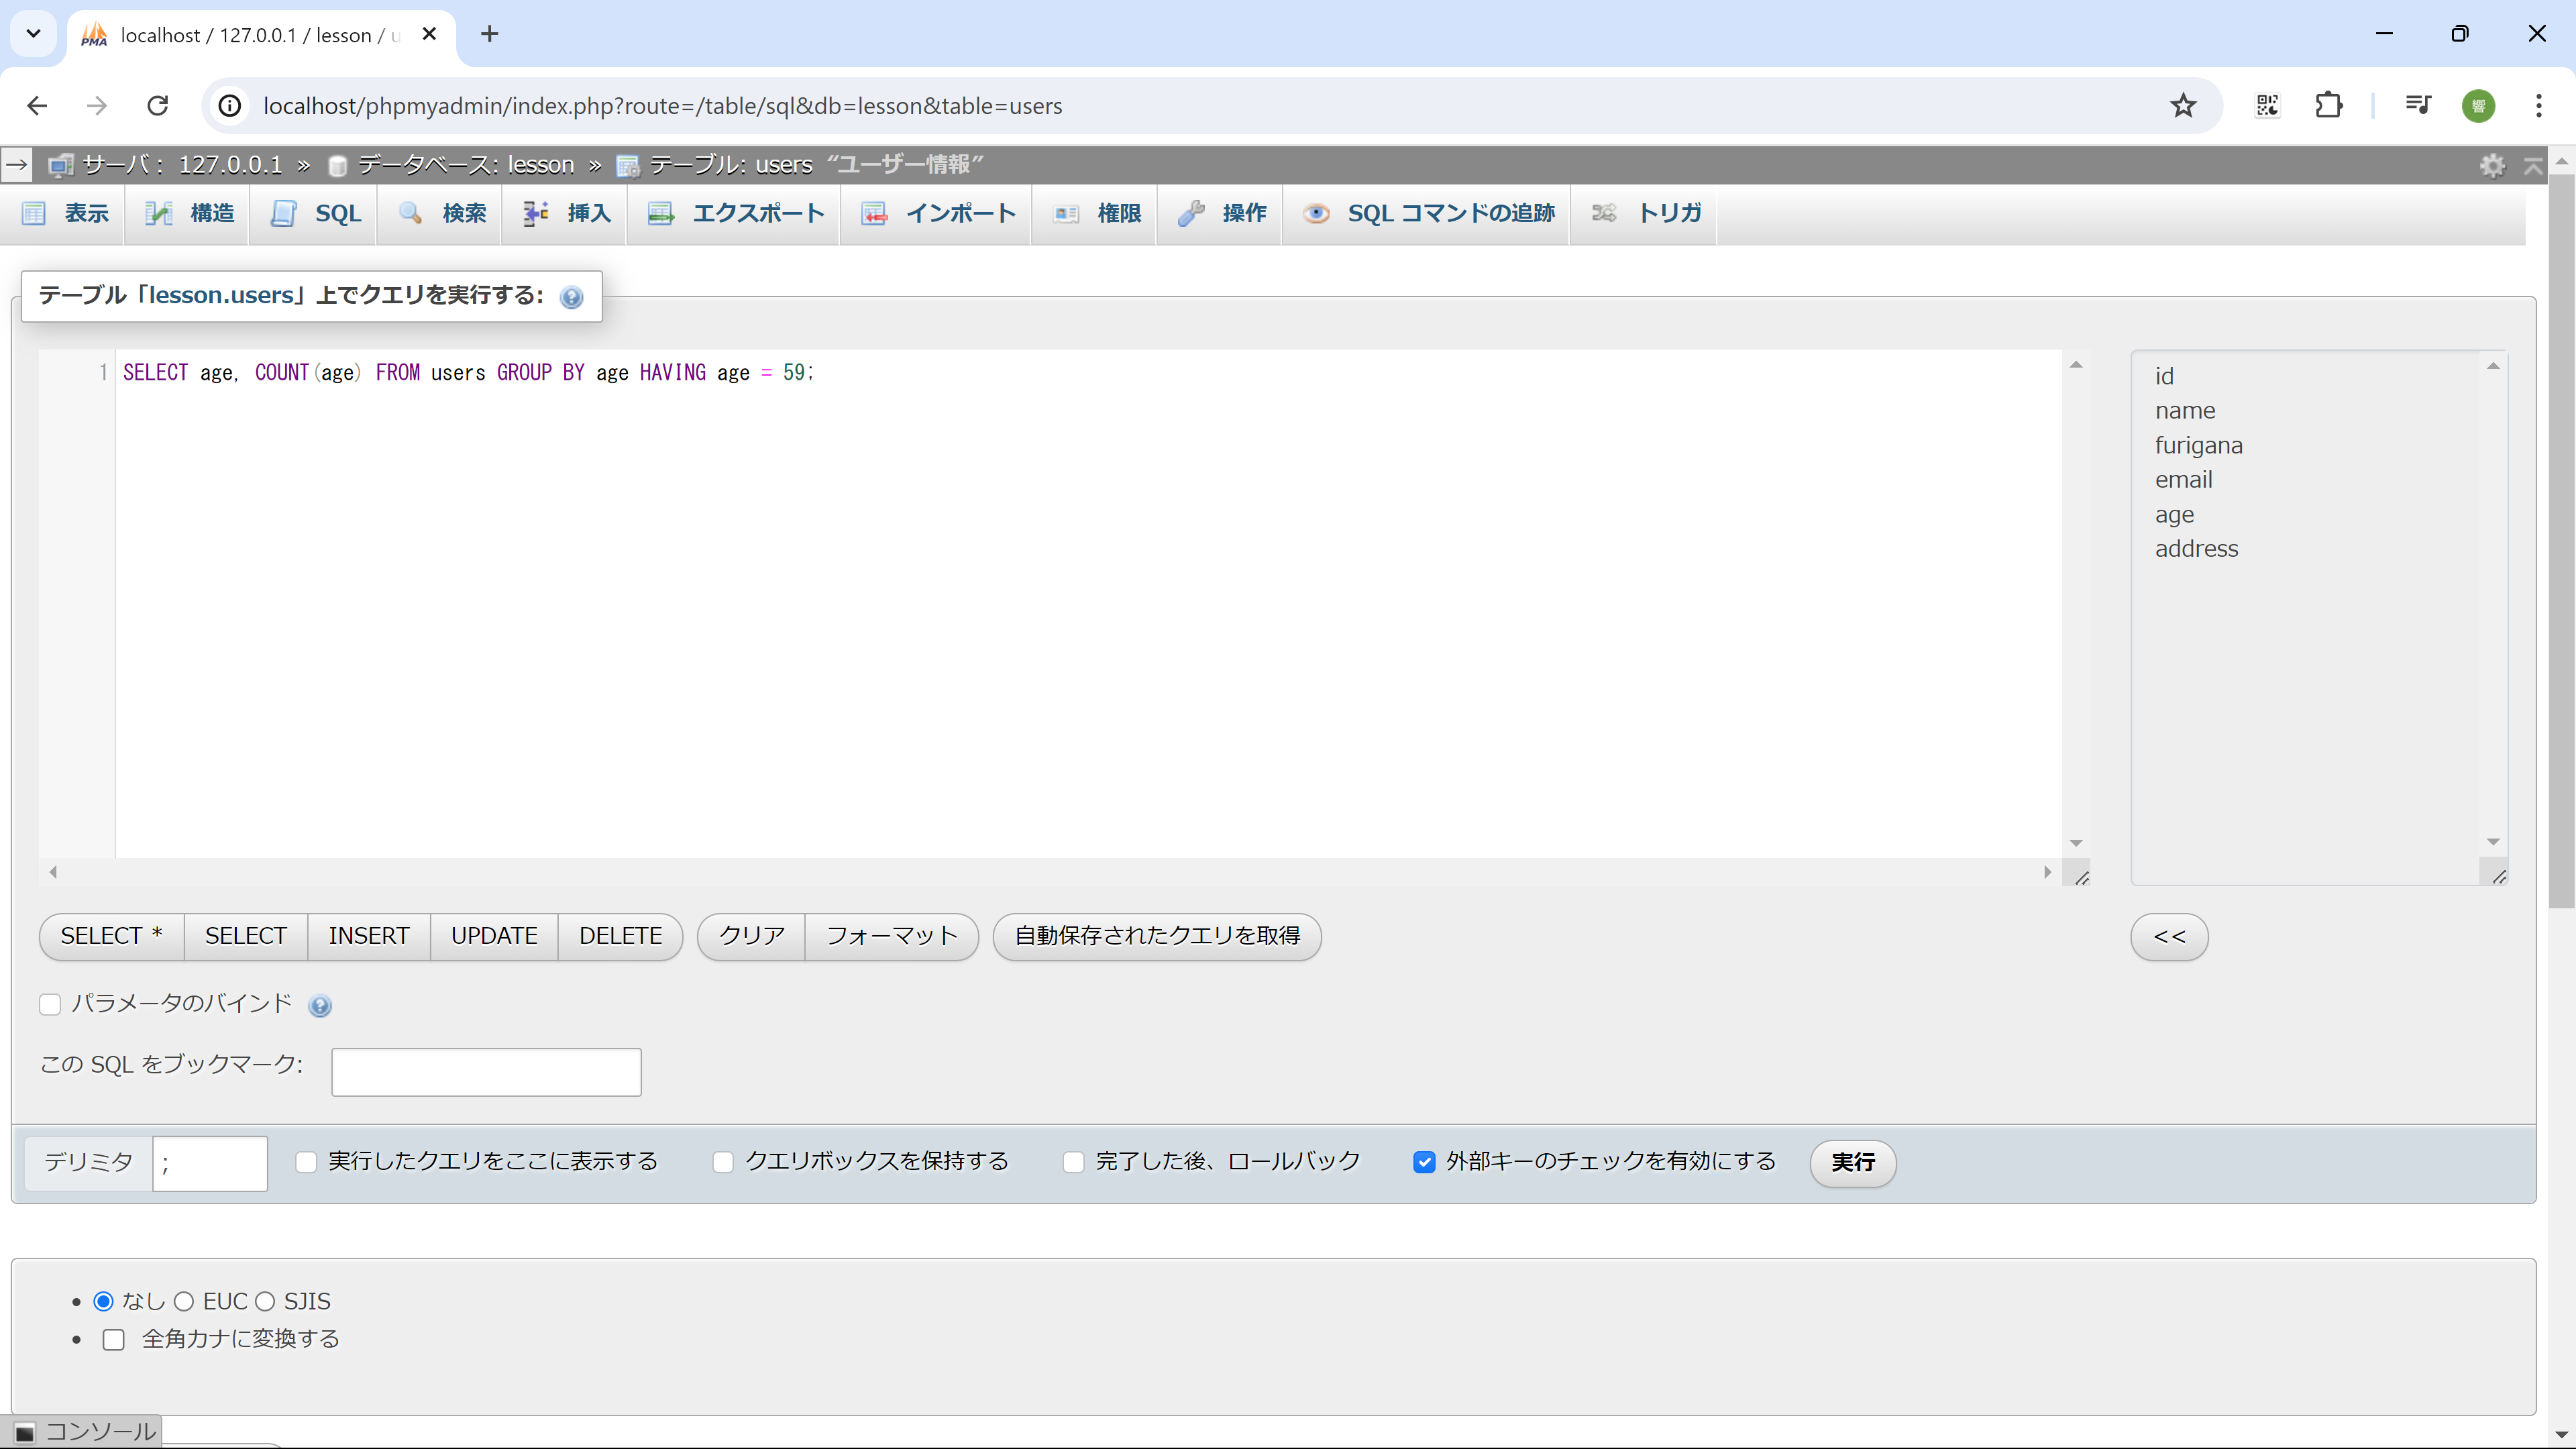 localhost / 127.0.0.1 / lesson / u
localhost/phpmyadmin/index.php?route=/table/sql&db=lesson&table=users
響
サーバ: 127.0.0.1 » データベース: lesson » テーブル: users “ユーザー情報”
表示 構造 SQL 検索 挿入 エクスポート インポート 権限 操作 SQL コマンドの追跡 トリガ
テーブル「lesson.users」上でクエリを実行する:
1 SELECT age, COUNT(age) FROM users GROUP BY age HAVING age = 59;
id
name
furigana
email
age
address
SELECT * SELECT INSERT UPDATE DELETE クリア フォーマット 自動保存されたクエリを取得 <<
パラメータのバインド
この SQL をブックマーク:
デリミタ ; 実行したクエリをここに表示する クエリボックスを保持する 完了した後、ロールバック 外部キーのチェックを有効にする 実行
なし EUC SJIS
全角カナに変換する
コンソール